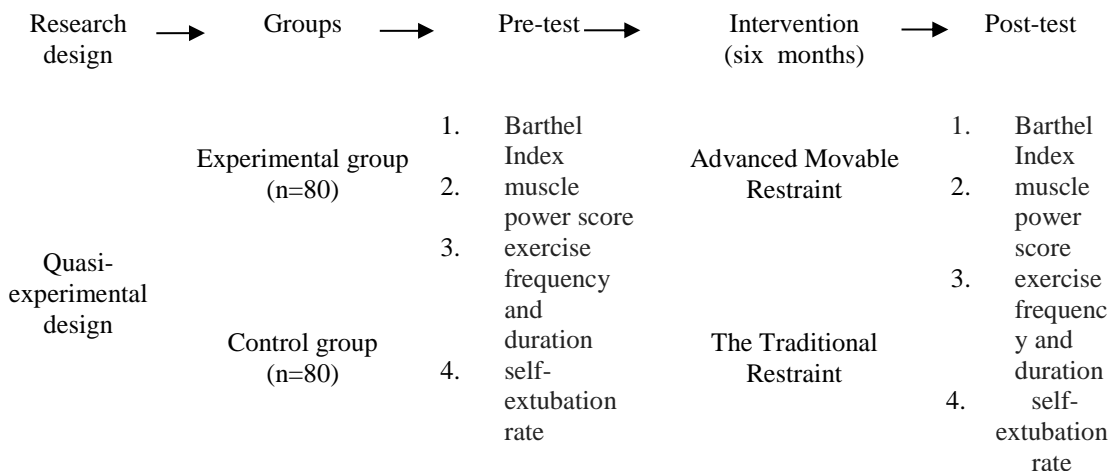 Research
design
Groups
Pre-test
Intervention
(six months)
Post-test
Quasi-
experimental
design
Experimental group
(n=80)
Control group
(n=80)
1. Barthel
Index
2. muscle
power score
3. exercise
frequency
and
duration
4. self-
extubation
rate
Advanced Movable
Restraint
The Traditional
Restraint
1. Barthel
Index
2. muscle
power
score
3. exercise
frequenc
y and
duration
4. self-
extubation
rate